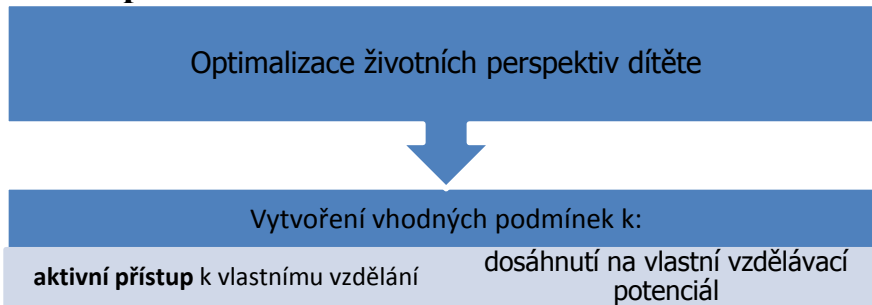 Optimalizace životních perspektiv dítěte
Vytvoření vhodných podmínek k:
aktivní přístup k vlastnímu vzdělání
dosáhnutí na vlastní vzdělávací
potenciál